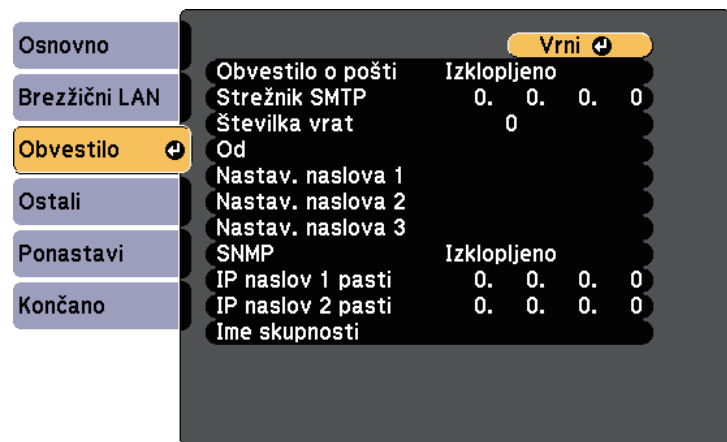 Osnovno
Brezžični LAN
Obvestilo
Ostali
Ponastavi
Končano
Vrni
Obvestilo o pošti Izklopljeno
Strežnik SMTP 0. 0. 0. 0
Številka vrat 0
Od
Nastav. naslova 1
Nastav. naslova 2
Nastav. naslova 3
SNMP Izklopljeno
IP naslov 1 pasti 0. 0. 0. 0
IP naslov 2 pasti 0. 0. 0. 0
Ime skupnosti